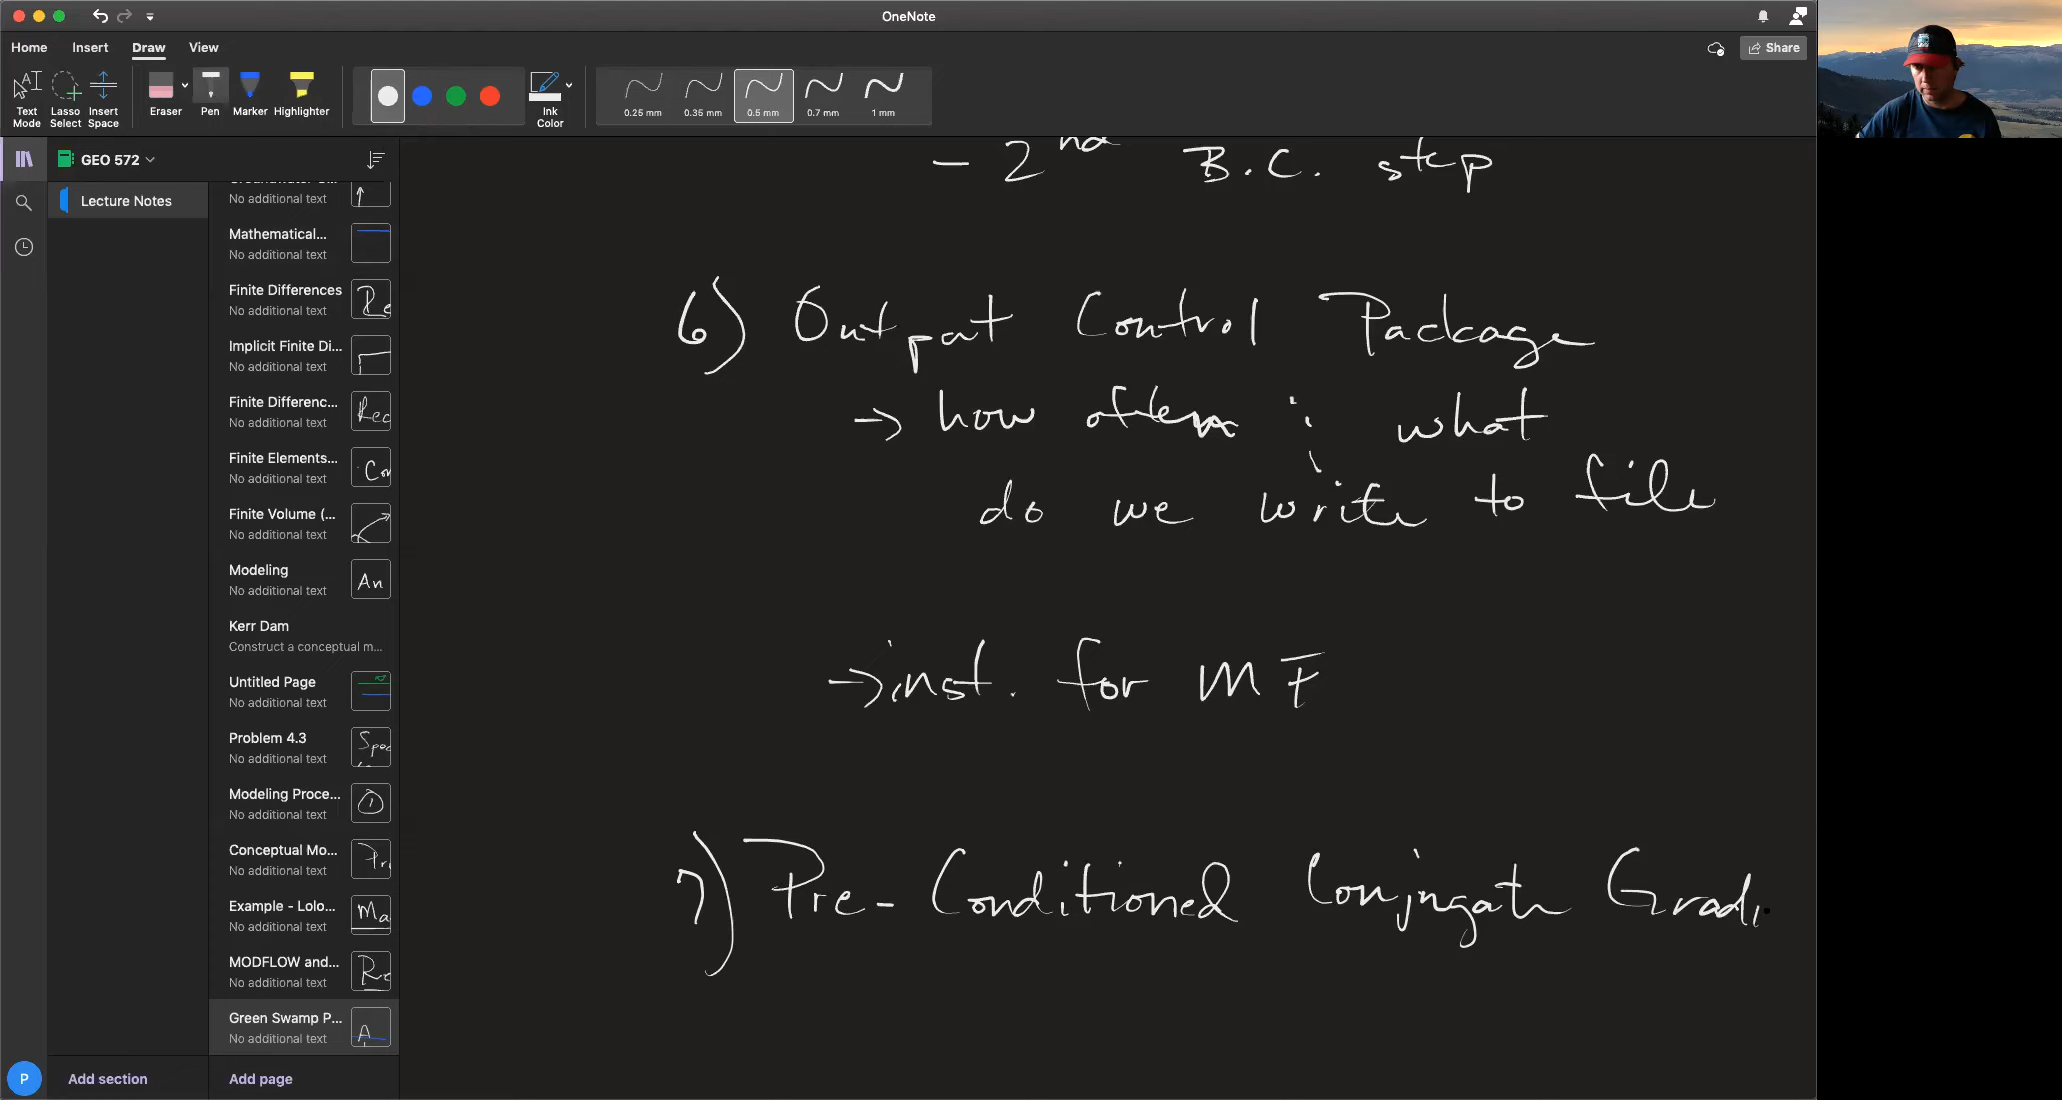 OneNote
Home Insert Draw View
Share
Text Mode
Lasso Select
Insert Space
Eraser
Pen
Marker
Highlighter
Ink Color
0.25 mm
0.35 mm
0.5 mm
0.7 mm
1 mm
GEO 572
Lecture Notes
No additional text
Mathematical...
No additional text
Finite Differences
No additional text
Implicit Finite Di...
No additional text
Finite Differenc...
No additional text
Finite Elements...
No additional text
Finite Volume (...
No additional text
Modeling
No additional text
Kerr Dam
Construct a conceptual m...
Untitled Page
No additional text
Problem 4.3
No additional text
Modeling Proce...
No additional text
Conceptual Mo...
No additional text
Example - Lolo...
No additional text
MODFLOW and...
No additional text
Green Swamp P...
No additional text
P
Add section
Add page
- 2nd B.C. step
6) Output Control Package
→ how often & what
do we write to file
→ inst. for MF
7) Pre-Conditioned Conjugate Gradi